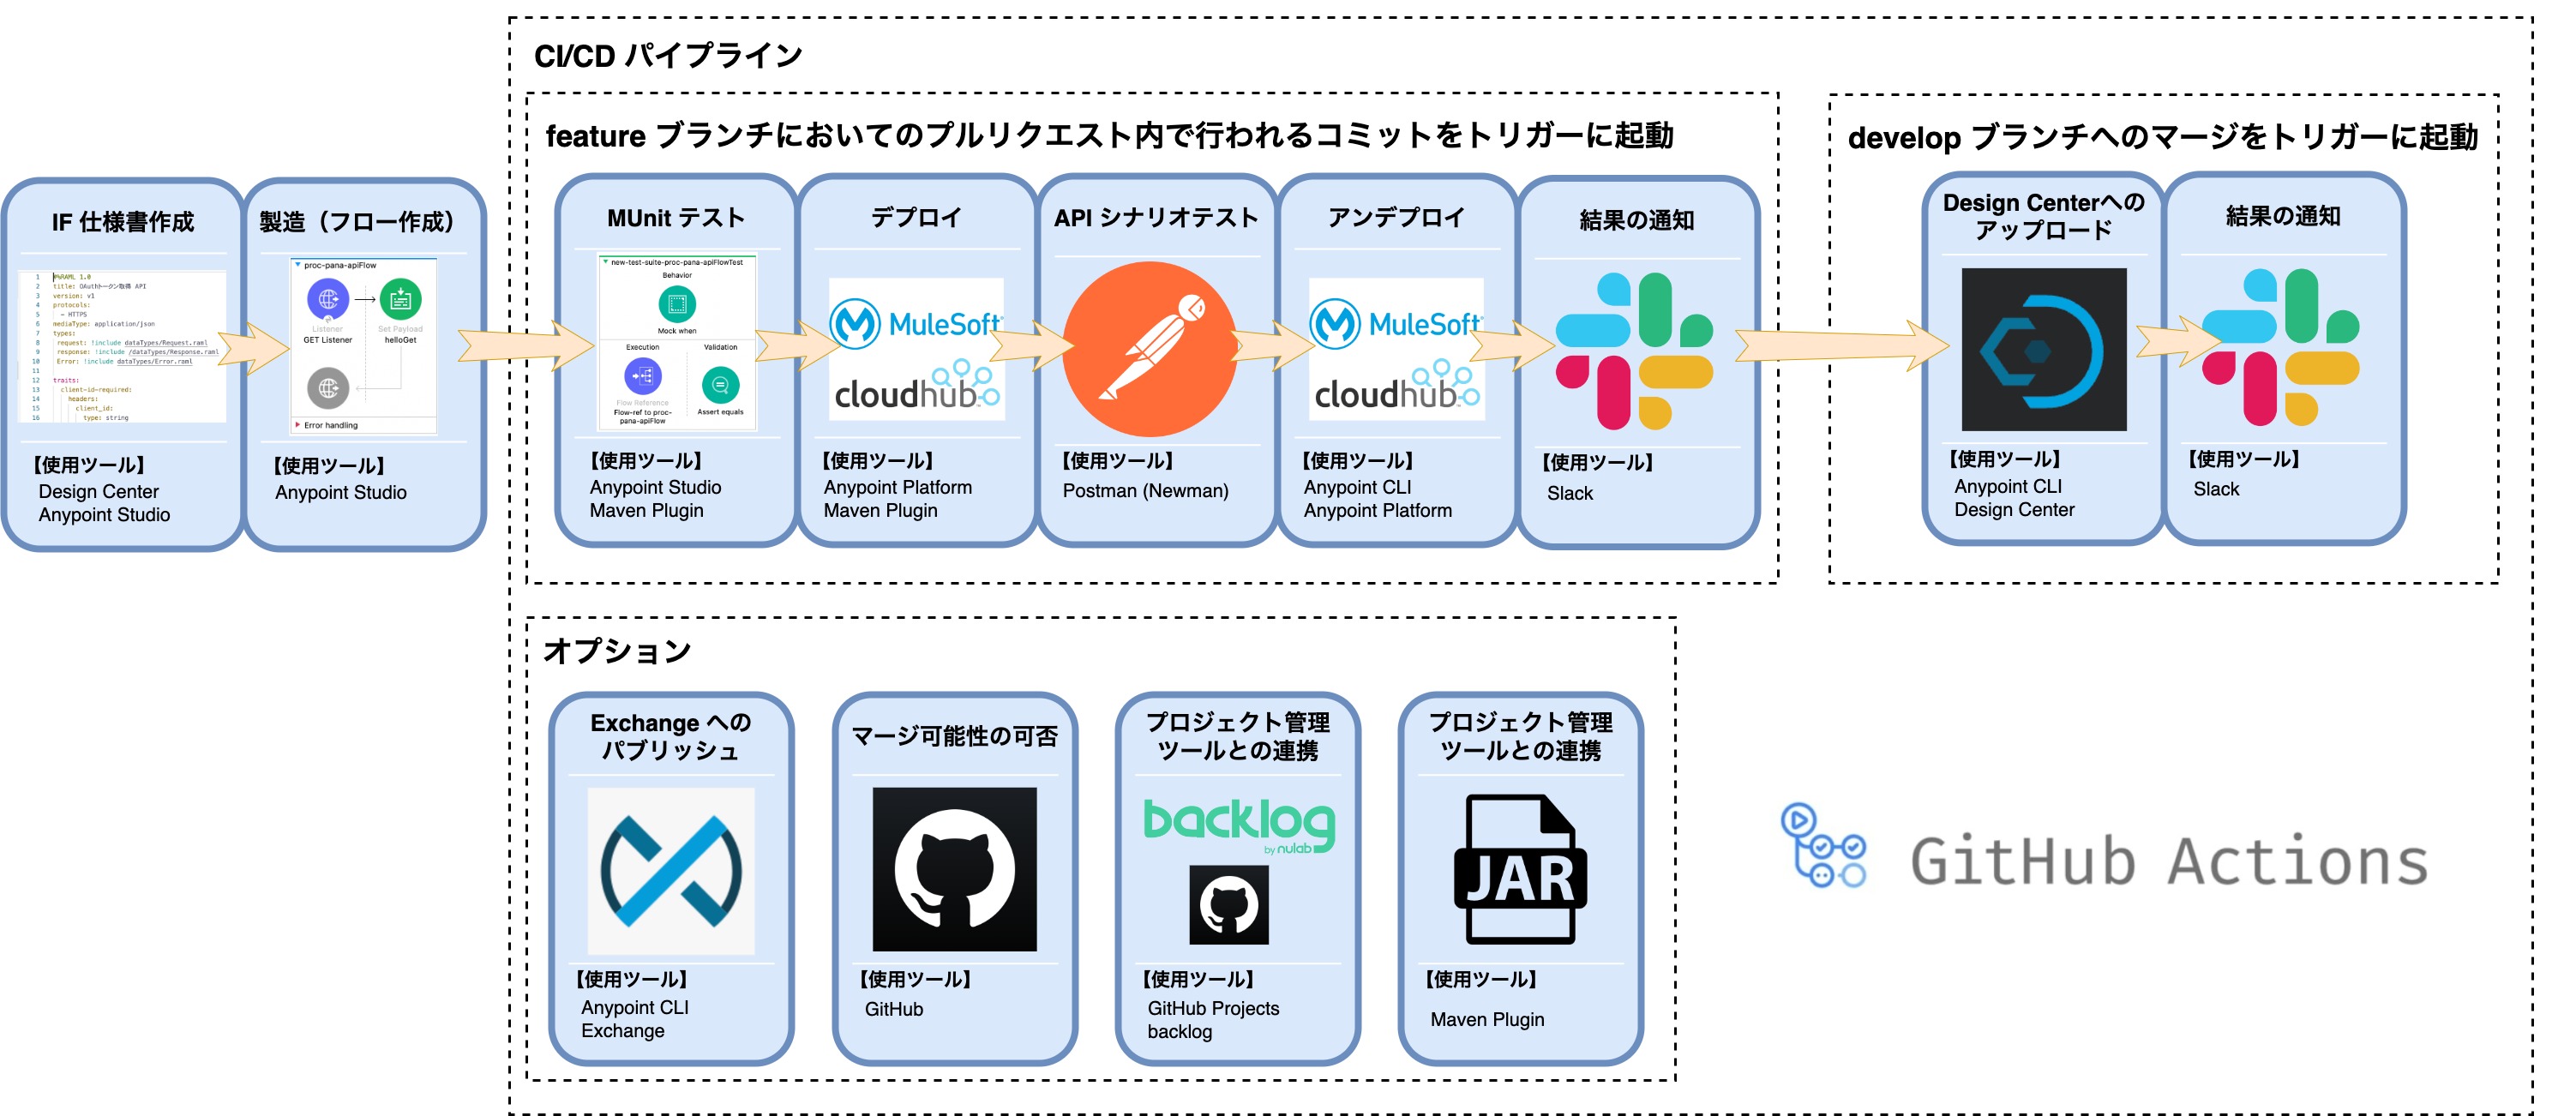 CI/CD パイプライン
feature ブランチにおいてのプルリクエスト内で行われるコミットをトリガーに起動
develop ブランチへのマージをトリガーに起動
IF 仕様書作成
1 #%RAML 1.0
2 title: OAuthトークン取得 API
3 version: v1
4 protocols:
5 - HTTPS
6 mediaType: application/json
7 types:
8 request: !include dataTypes/Request.raml
9 response: !include /dataTypes/Response.raml
10 Error: !include dataTypes/Error.raml
11
12 traits:
13 client-id-required:
14 headers:
15 client_id:
16 type: string
【使用ツール】
Design Center
Anypoint Studio
製造（フロー作成）
proc-pana-apiFlow
Listener
GET Listener
Set Payload
helloGet
Error handling
【使用ツール】
Anypoint Studio
MUnit テスト
new-test-suite-proc-pana-apiFlowTest
Behavior
Mock when
Execution
Validation
Flow Reference
Flow-ref to proc-
pana-apiFlow
Assert equals
【使用ツール】
Anypoint Studio
Maven Plugin
デプロイ
MuleSoft
cloudhub
【使用ツール】
Anypoint Platform
Maven Plugin
API シナリオテスト
【使用ツール】
Postman (Newman)
アンデプロイ
MuleSoft
cloudhub
【使用ツール】
Anypoint CLI
Anypoint Platform
結果の通知
【使用ツール】
Slack
Design Centerへの
アップロード
【使用ツール】
Anypoint CLI
Design Center
結果の通知
【使用ツール】
Slack
オプション
Exchange への
パブリッシュ
【使用ツール】
Anypoint CLI
Exchange
マージ可能性の可否
【使用ツール】
GitHub
プロジェクト管理
ツールとの連携
backlog
by nulab
【使用ツール】
GitHub Projects
backlog
プロジェクト管理
ツールとの連携
JAR
【使用ツール】
Maven Plugin
GitHub Actions